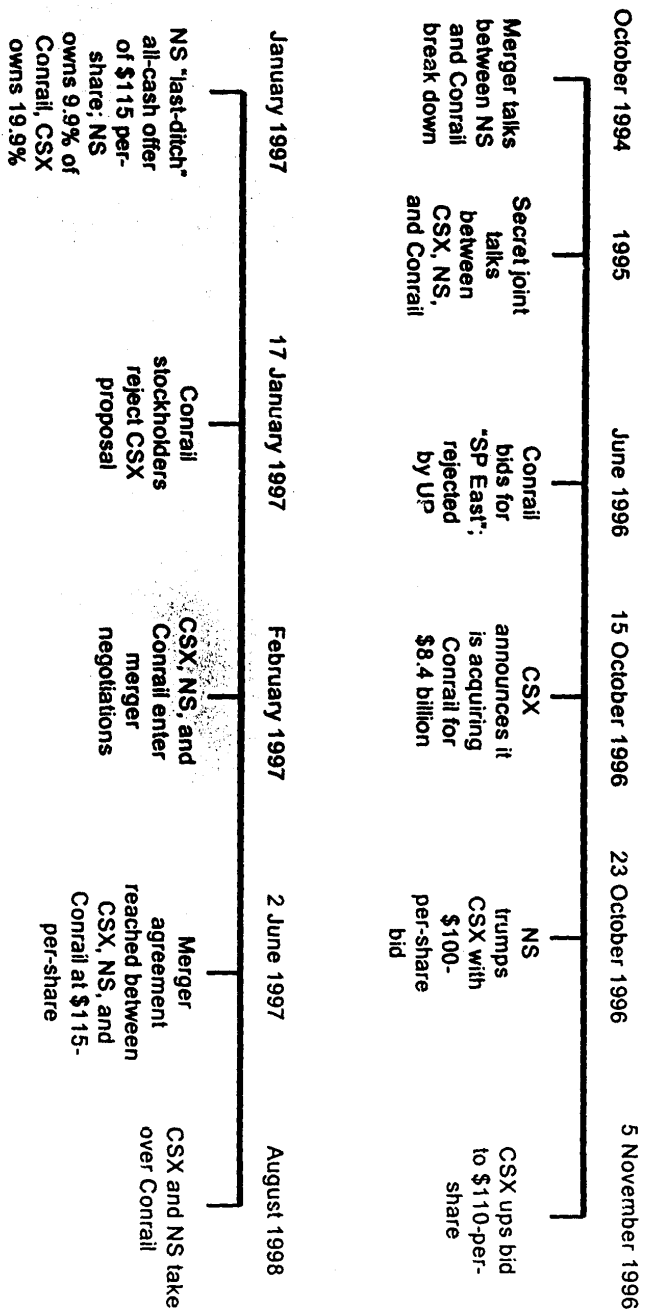 October 1994
1995
June 1996
15 October 1996
23 October 1996
5 November 1996
Merger talks
between NS
and Conrail
break down
Secret joint
talks
between
CSX, NS,
and Conrail
Conrail
bids for
"SP East";
rejected
by UP
CSX
announces it
is acquiring
Conrail for
$8.4 billion
NS
trumps
CSX with
$100-
per-share
bid
CSX ups bid
to $110-per-
share
January 1997
17 January 1997
February 1997
2 June 1997
August 1998
NS "last-ditch"
all-cash offer
of $115 per-
share; NS
owns 9.9% of
Conrail, CSX
owns 19.9%
Conrail
stockholders
reject CSX
proposal
CSX, NS, and
Conrail enter
merger
negotiations
Merger
agreement
reached between
CSX, NS, and
Conrail at $115-
per-share
CSX and NS take
over Conrail